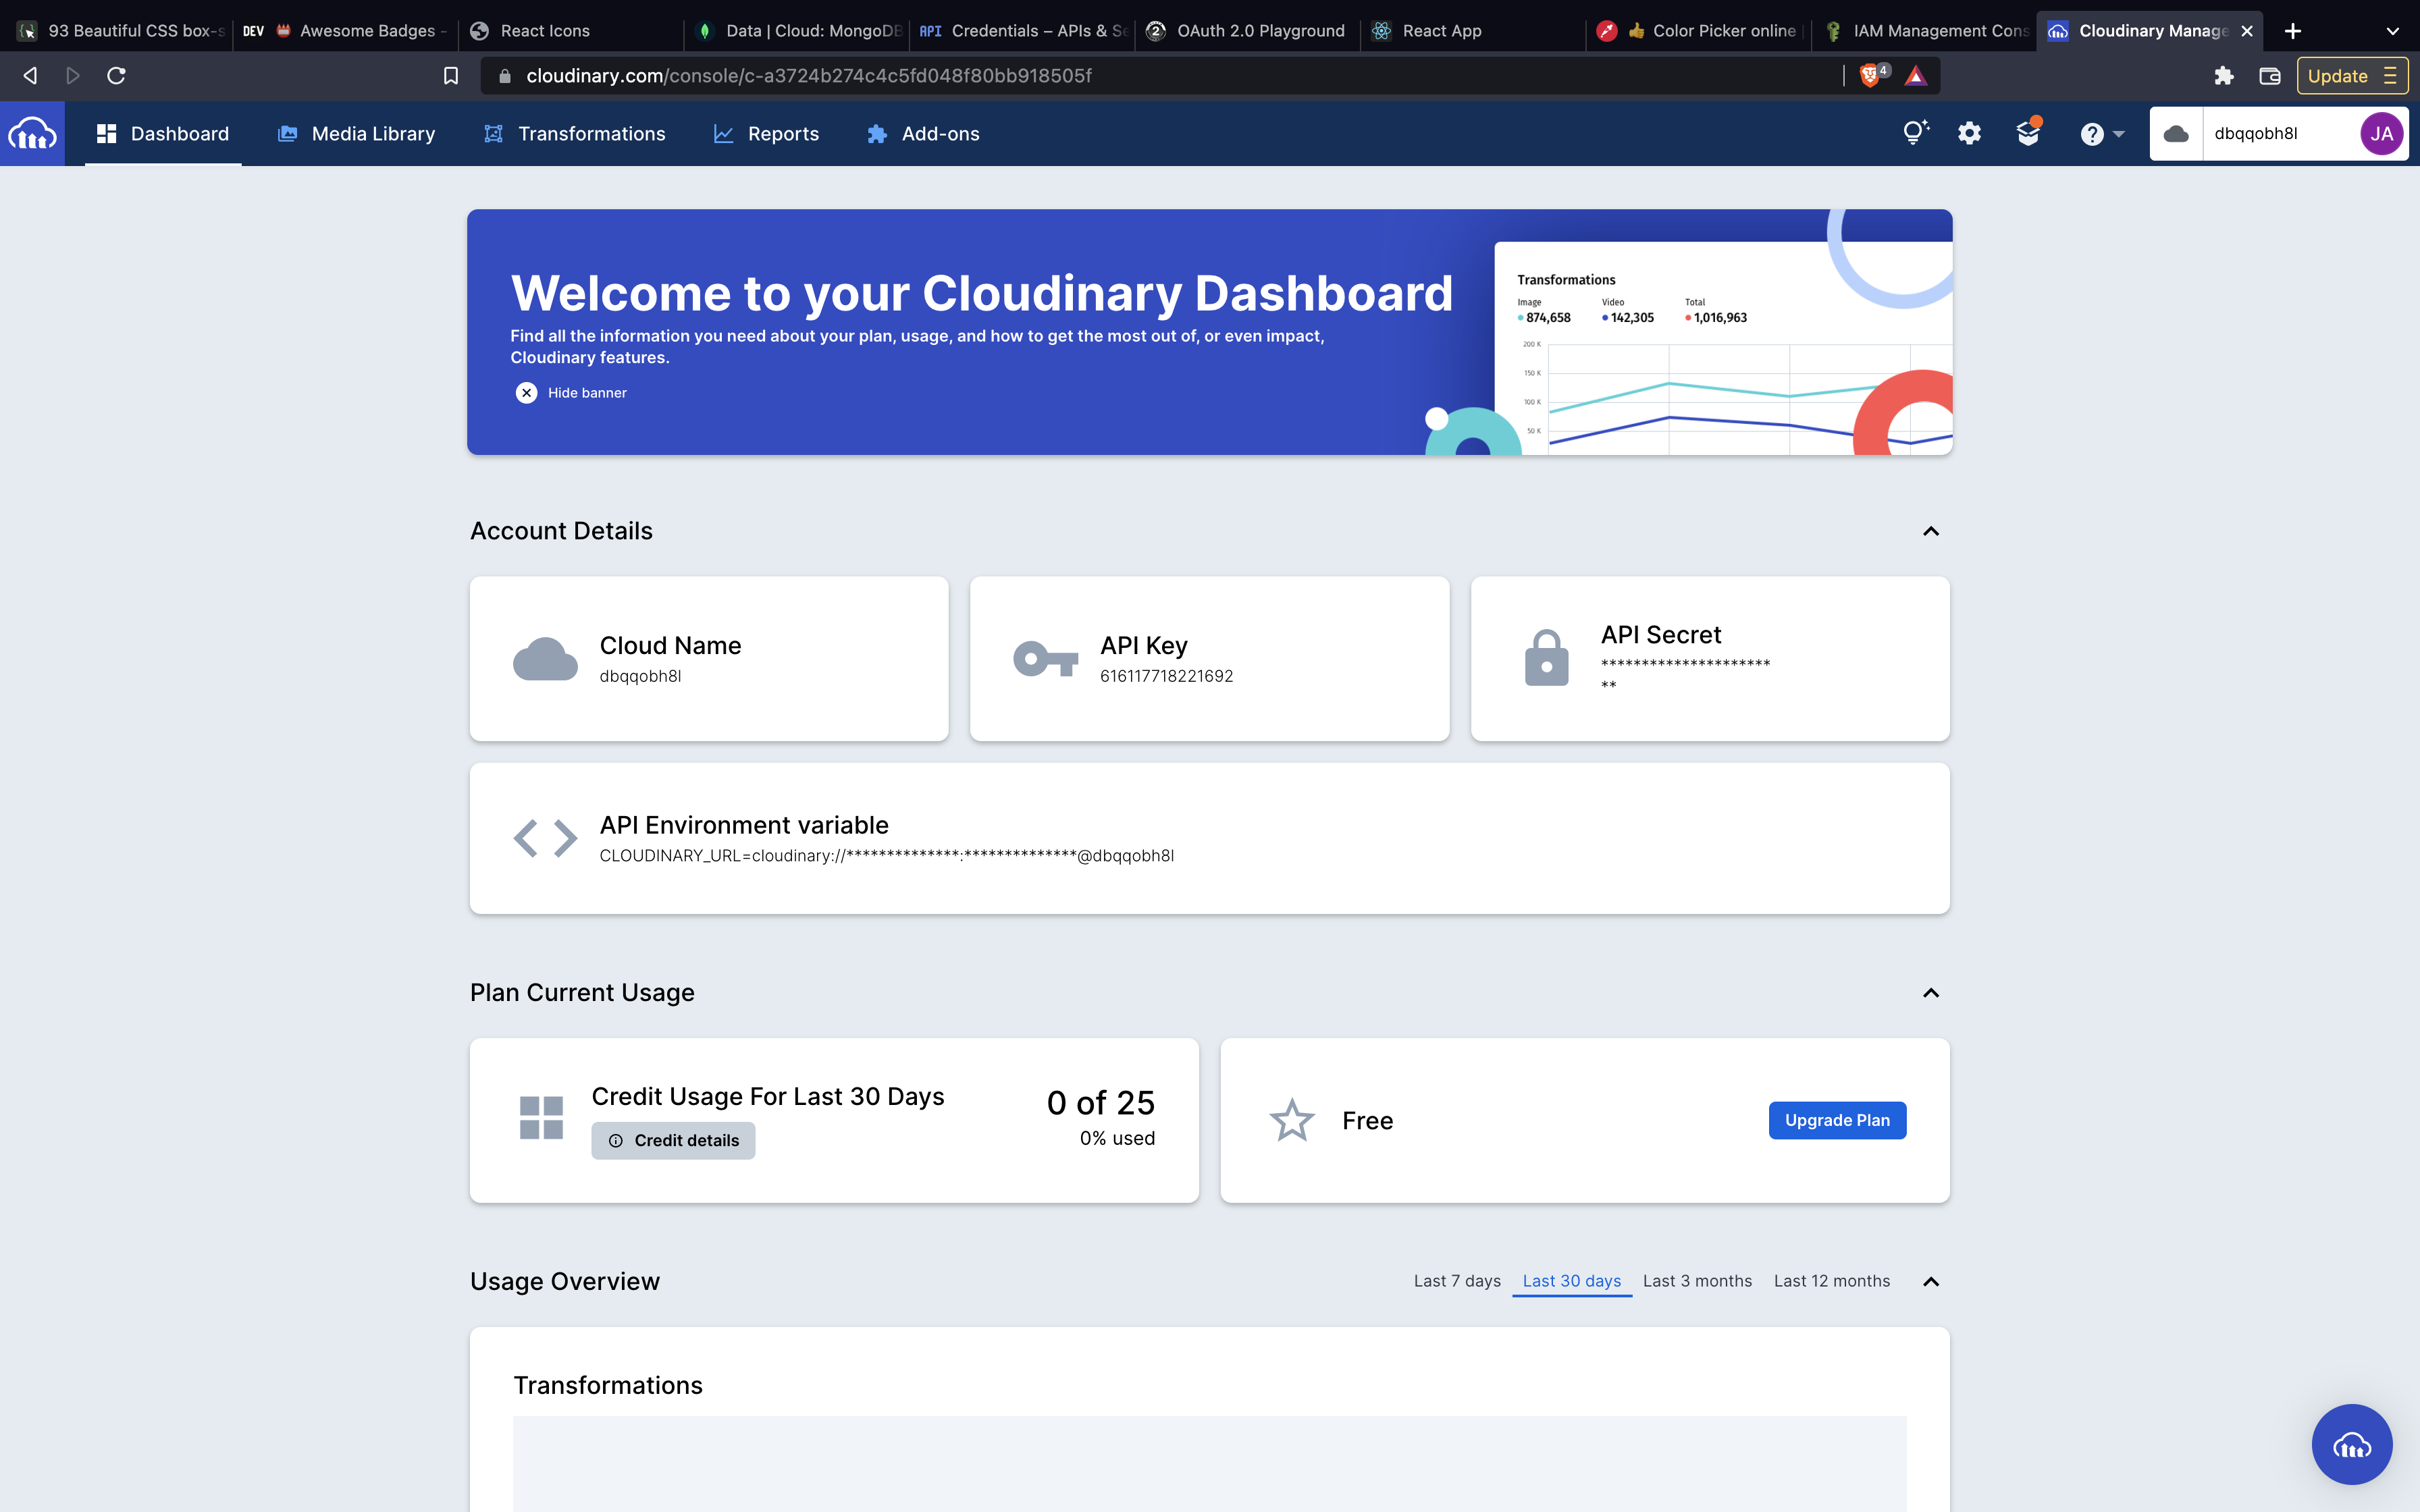 93 Beautiful CSS box-s
DEV Awesome Badges -
React Icons
Data | Cloud: MongoDB
API Credentials – APIs & Se
2 OAuth 2.0 Playground
React App
Color Picker online
IAM Management Cons
Cloudinary Manage
cloudinary.com/console/c-a3724b274c4c5fd048f80bb918505f
4
Update
Dashboard
Media Library
Transformations
Reports
Add-ons
dbqqobh8l
JA
Welcome to your Cloudinary Dashboard
Find all the information you need about your plan, usage, and how to get the most out of, or even impact,
Cloudinary features.
Hide banner
Transformations
Image Video Total
874,658 142,305 1,016,963
200 K
150 K
100 K
50 K
Account Details
Cloud Name
dbqqobh8l
API Key
616117718221692
API Secret
*********************
**
API Environment variable
CLOUDINARY_URL=cloudinary://**************:**************@dbqqobh8l
Plan Current Usage
Credit Usage For Last 30 Days
Credit details
0 of 25
0% used
Free
Upgrade Plan
Usage Overview
Last 7 days
Last 30 days
Last 3 months
Last 12 months
Transformations